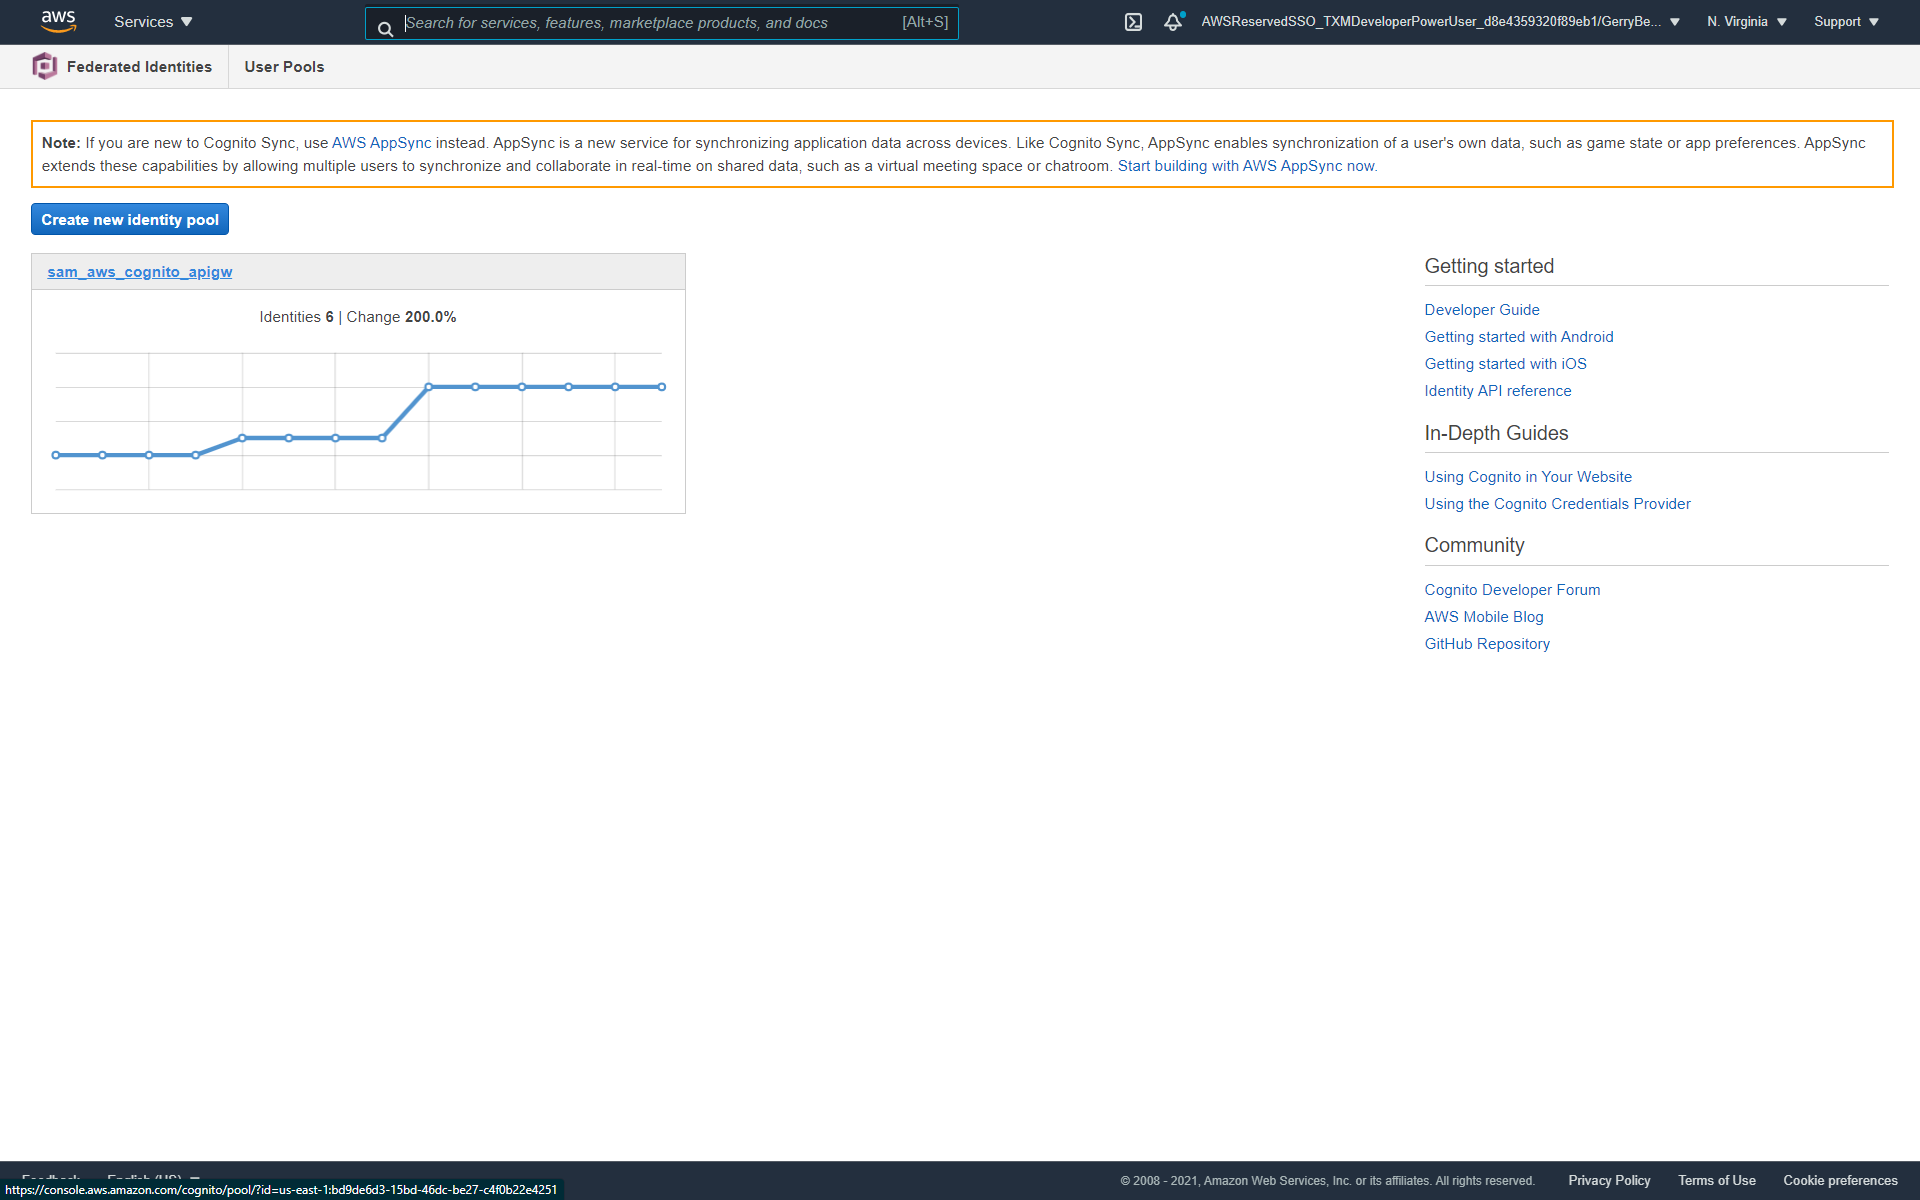 aws
Services
Search for services, features, marketplace products, and docs
[Alt+S]
AWSReservedSSO_TXMDeveloperPowerUser_d8e4359320f89eb1/GerryBe...
N. Virginia
Support
Federated Identities
User Pools
Note: If you are new to Cognito Sync, use AWS AppSync instead. AppSync is a new service for synchronizing application data across devices. Like Cognito Sync, AppSync enables synchronization of a user's own data, such as game state or app preferences. AppSync
extends these capabilities by allowing multiple users to synchronize and collaborate in real-time on shared data, such as a virtual meeting space or chatroom. Start building with AWS AppSync now.
Create new identity pool
sam_aws_cognito_apigw
Identities 6 | Change 200.0%
Getting started
Developer Guide
Getting started with Android
Getting started with iOS
Identity API reference
In-Depth Guides
Using Cognito in Your Website
Using the Cognito Credentials Provider
Community
Cognito Developer Forum
AWS Mobile Blog
GitHub Repository
Feedback
English (US)
© 2008 - 2021, Amazon Web Services, Inc. or its affiliates. All rights reserved.
Privacy Policy
Terms of Use
Cookie preferences
https://console.aws.amazon.com/cognito/pool/?id=us-east-1:bd9de6d3-15bd-46dc-be27-c4f0b22e4251